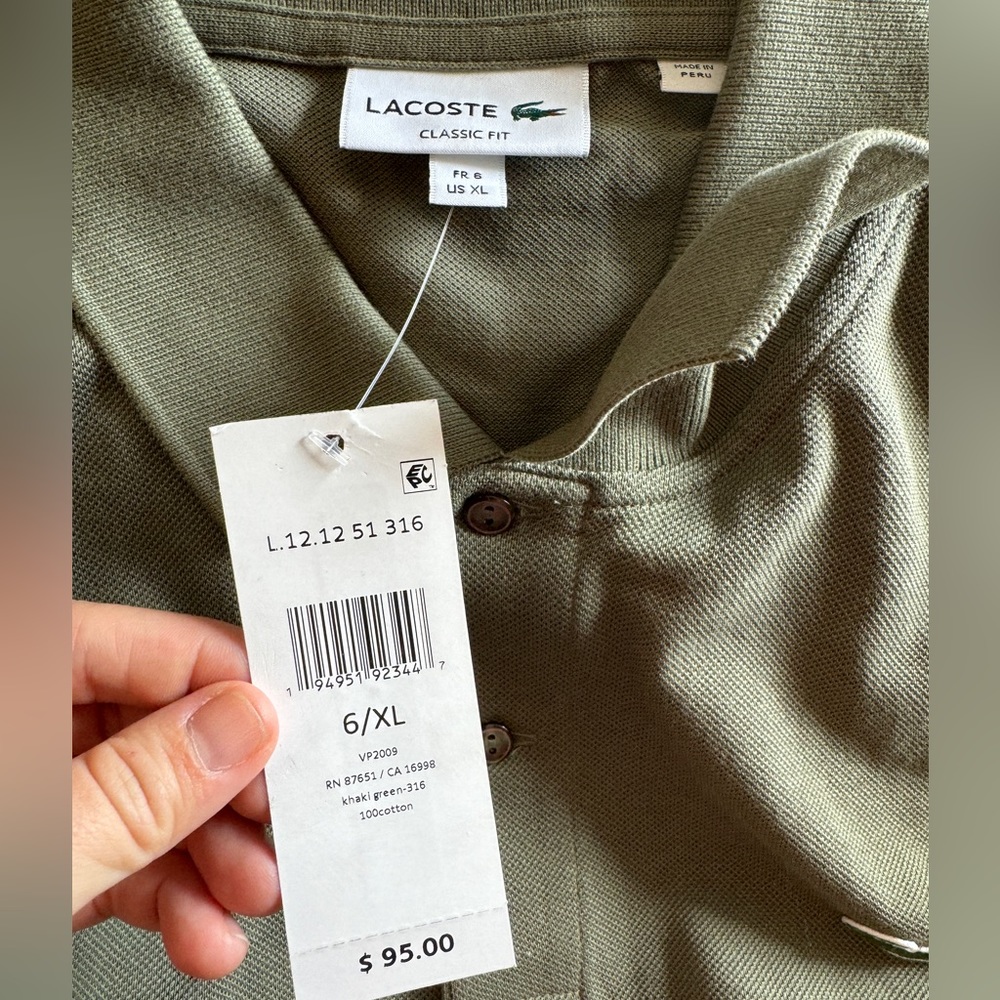 LACOSTE
CLASSIC FIT
MADE IN
PERU
FR 6
US XL
EPC
L.12.12 51 316
1 94951 92344 7
6/XL
VP2009
RN 87651 / CA 16998
khaki green-316
100cotton
$ 95.00